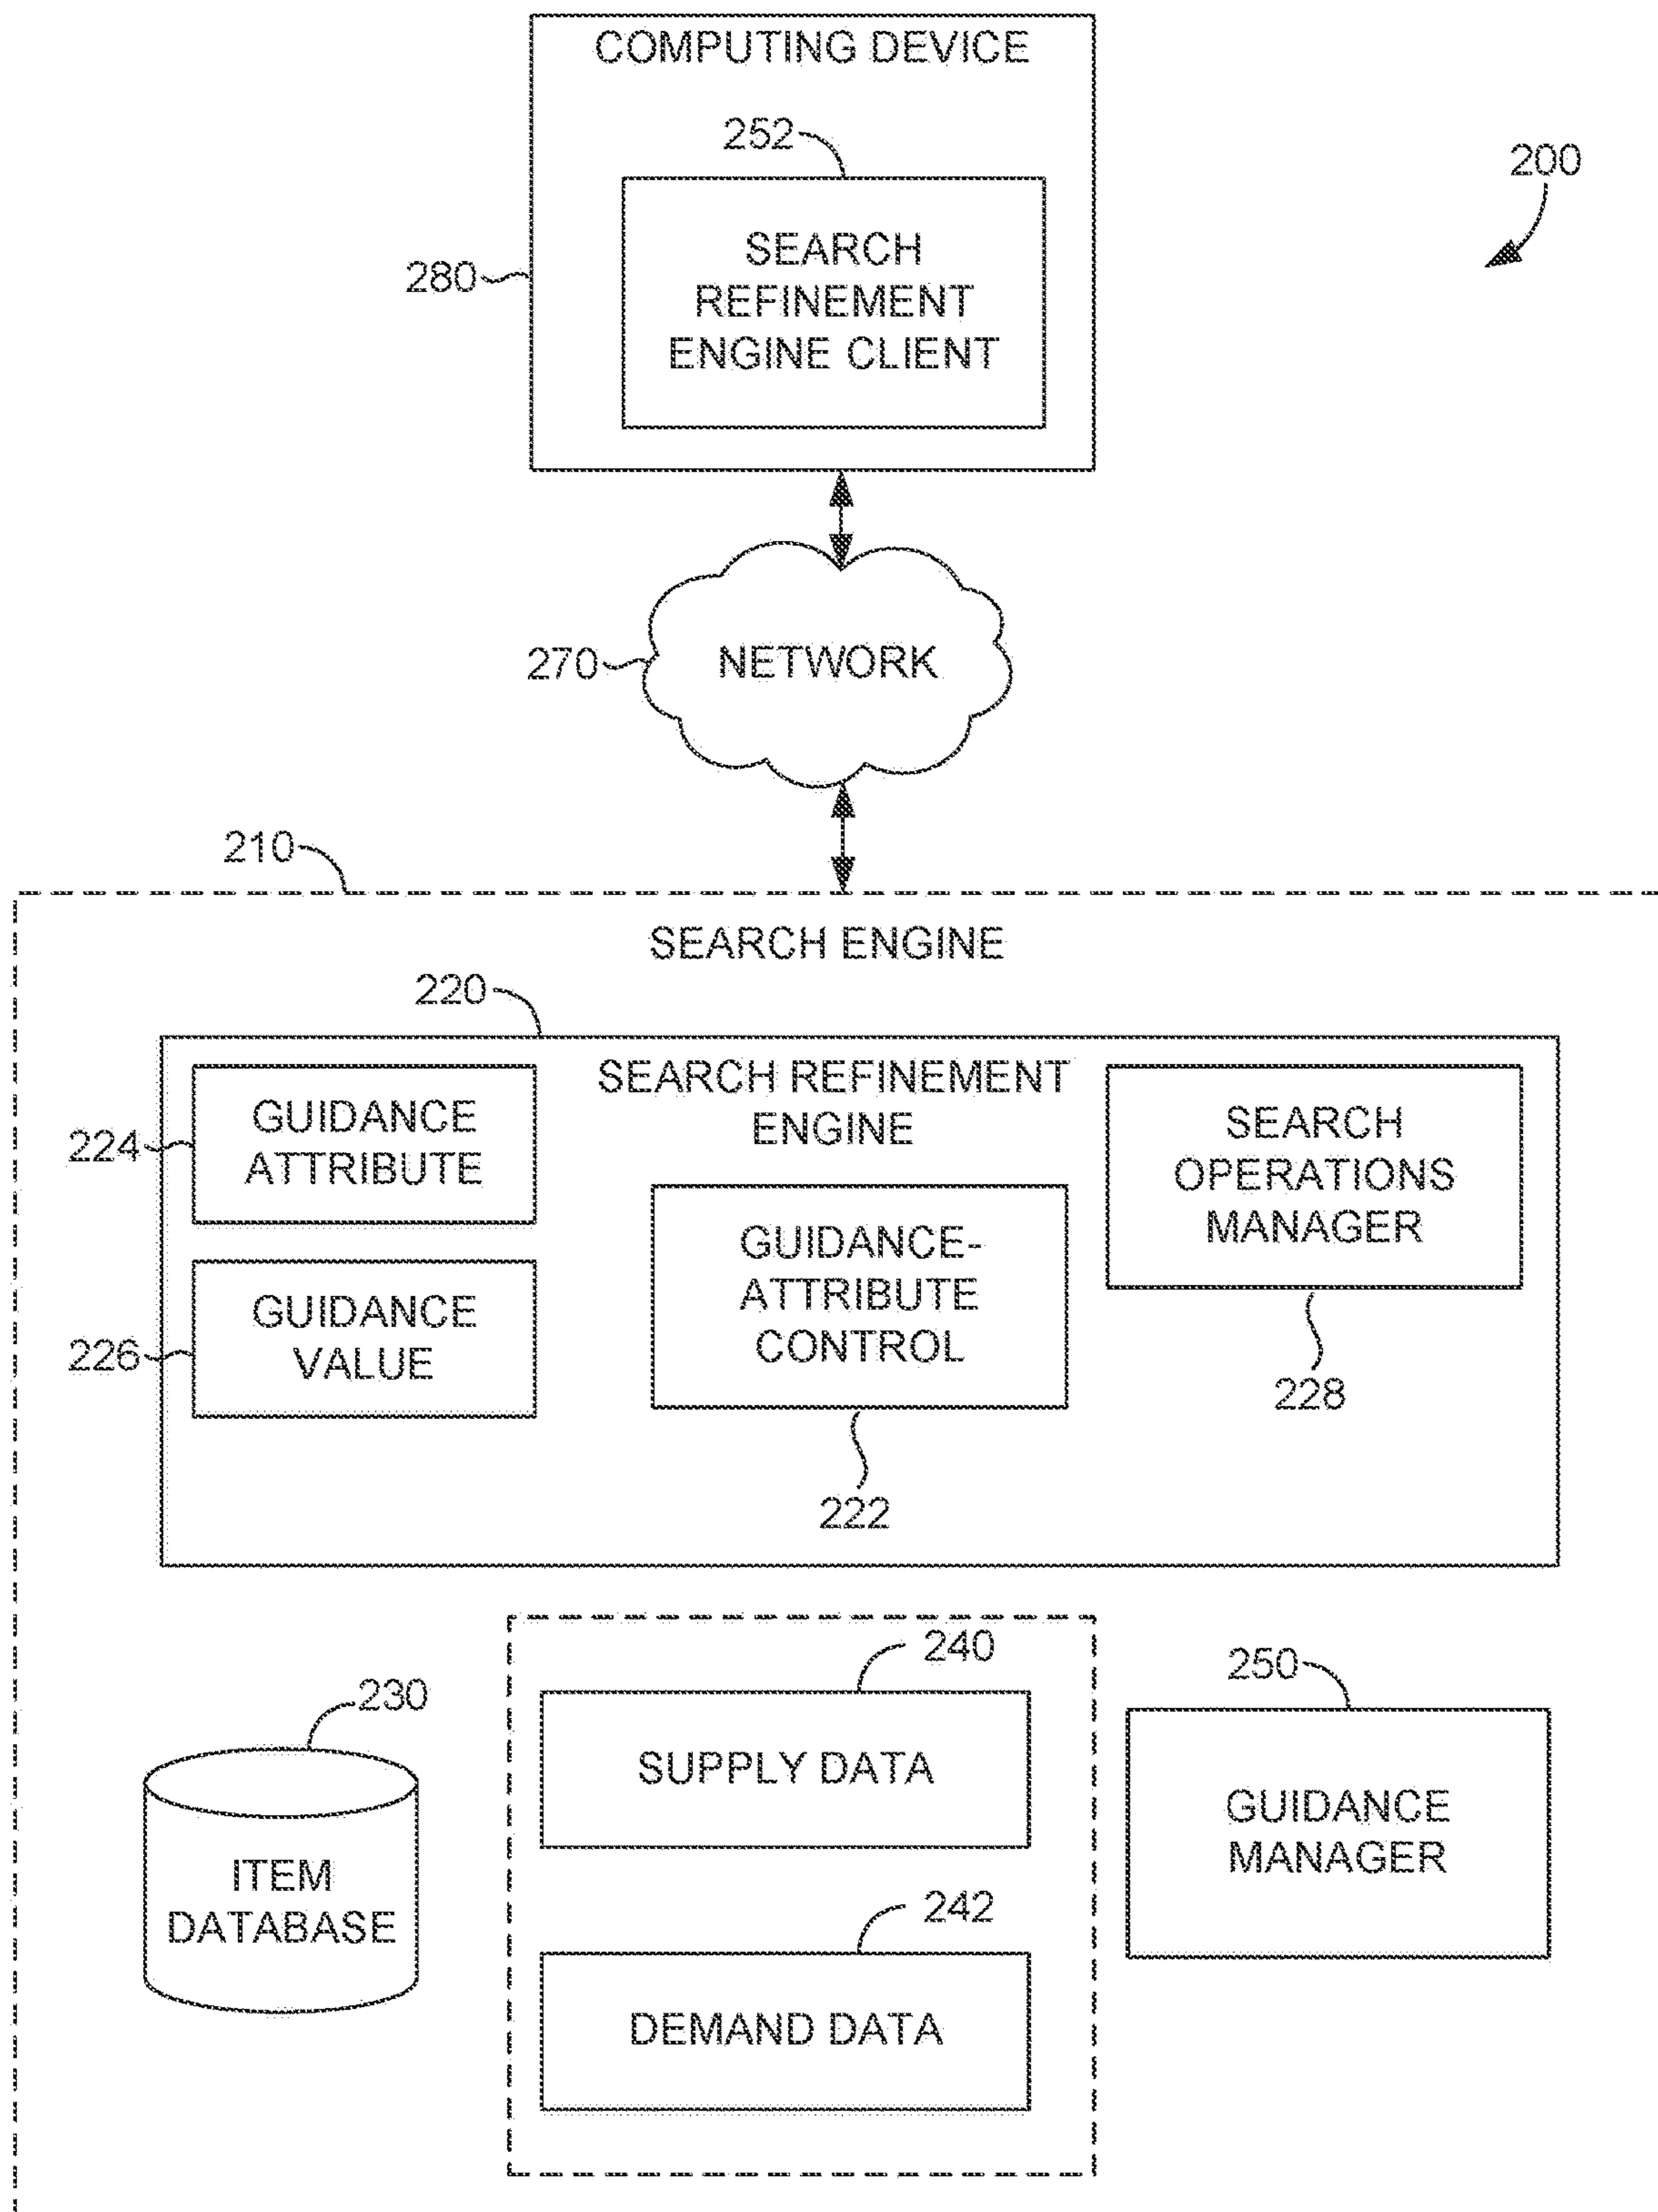 COMPUTING DEVICE
252
200
SEARCH
REFINEMENT
ENGINE CLIENT
280
270
NETWORK
210
SEARCH ENGINE
220
SEARCH REFINEMENT
ENGINE
224
GUIDANCE
ATTRIBUTE
SEARCH
OPERATIONS
MANAGER
226
GUIDANCE
VALUE
GUIDANCE-
ATTRIBUTE
CONTROL
228
222
240
250
230
SUPPLY DATA
GUIDANCE
MANAGER
ITEM
DATABASE
242
DEMAND DATA